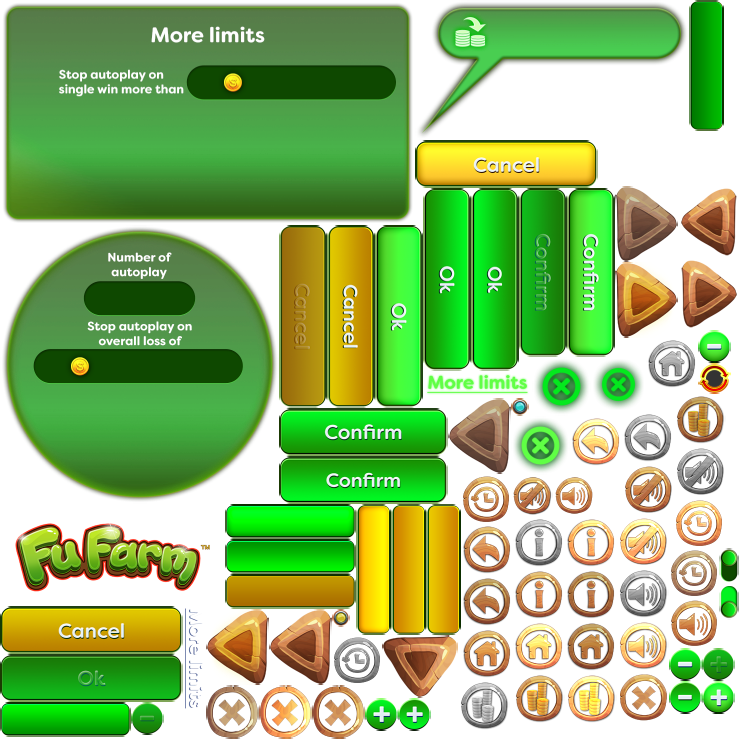 More limits
Stop autoplay on
single win more than
Cancel
Number of
autoplay
Stop autoplay on
overall loss of
Cancel
Cancel
Ok
Ok
Ok
Confirm
Confirm
More limits
Confirm
Confirm
Fu Farm™
Cancel
Ok
More limits